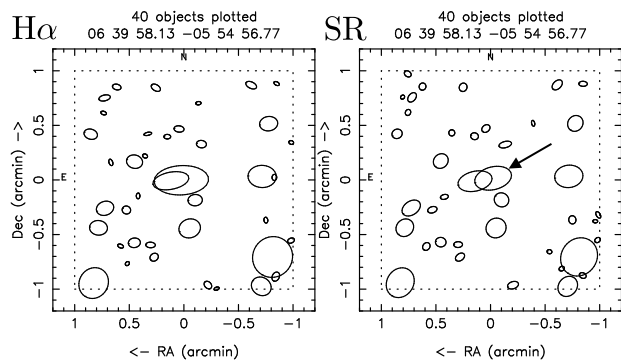 Hα
40 objects plotted
06 39 58.13 −05 54 56.77
N
E
Dec (arcmin) −−>
1
0.5
0
−0.5
−1
1 0.5 0 −0.5 −1
<− RA (arcmin)
SR
40 objects plotted
06 39 58.13 −05 54 56.77
N
E
Dec (arcmin) −−>
1
0.5
0
−0.5
−1
1 0.5 0 −0.5 −1
<− RA (arcmin)